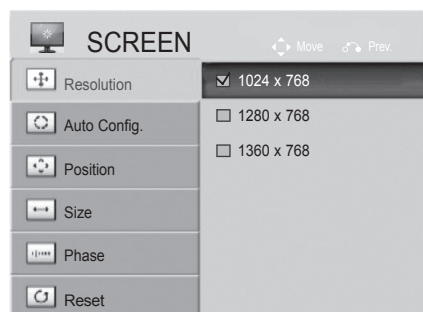 SCREEN
Move Prev.
Resolution
Auto Config.
Position
Size
Phase
Reset
1024 x 768
1280 x 768
1360 x 768